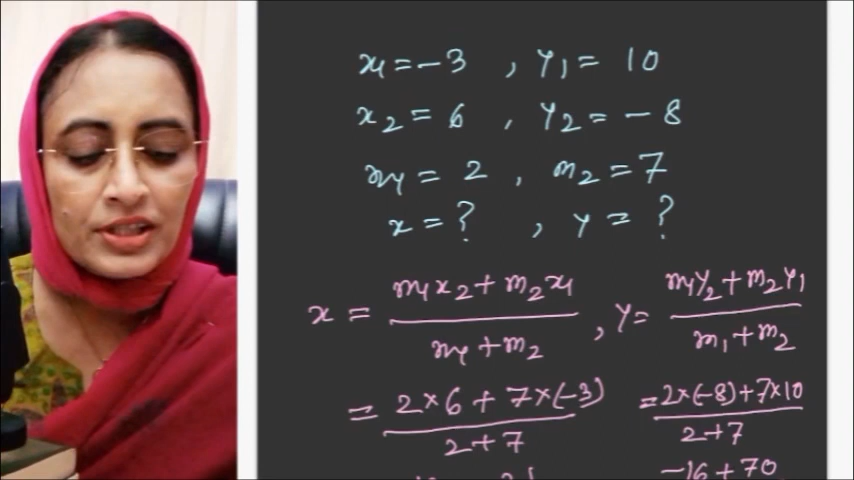 x₁ = -3 , y₁ = 10
x₂ = 6 , y₂ = -8
m₁ = 2 , m₂ = 7
x = ? , y = ?
x = (m₁x₂ + m₂x₁)/(m₁ + m₂) , y = (m₁y₂ + m₂y₁)/(m₁ + m₂)
= (2×6 + 7×(-3))/(2+7) = (2×(-8)+7×10)/(2+7)
-16+70